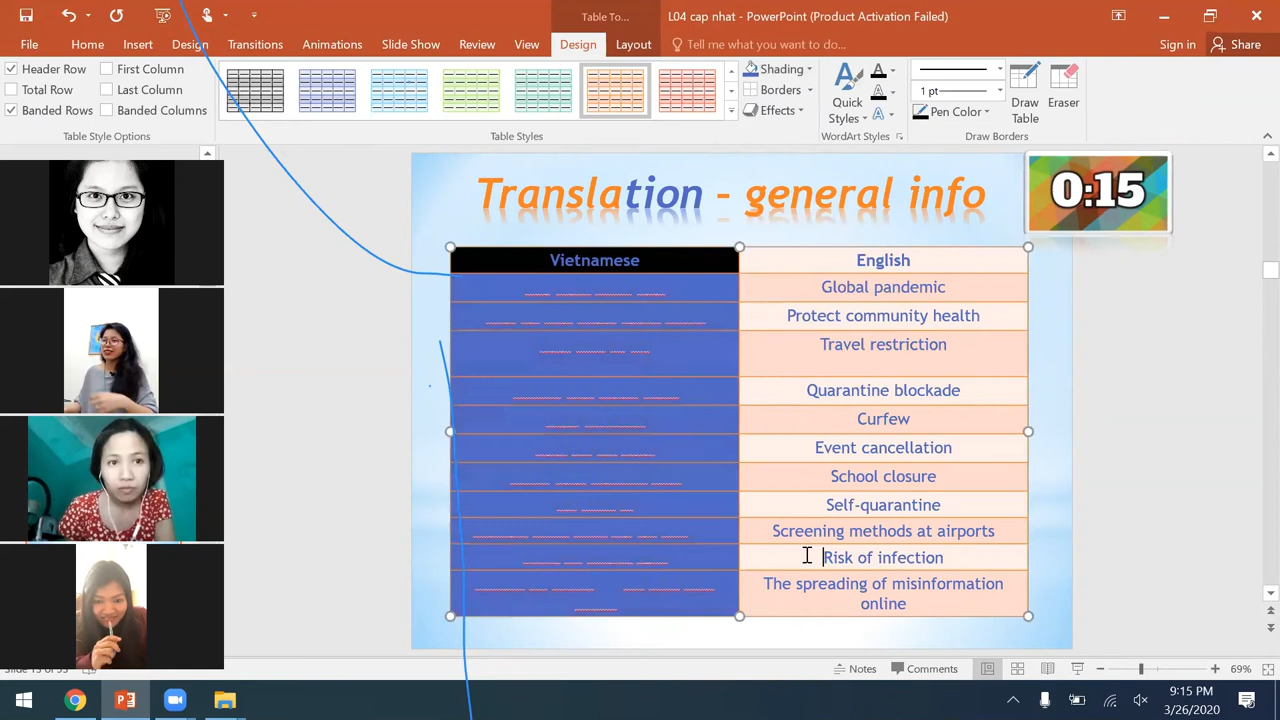 Table To...
L04 cap nhat - PowerPoint (Product Activation Failed)
File
Home
Insert
Design
Transitions
Animations
Slide Show
Review
View
Design
Layout
Tell me what you want to do...
Sign in
Share
Header Row
First Column
Total Row
Last Column
Banded Rows
Banded Columns
Table Style Options
Table Styles
Shading
Borders
Effects
Quick
Styles
A
A
A
A
WordArt Styles
1 pt
Pen Color
Draw
Table
Eraser
Draw Borders
Translation - general info
0:15
Vietnamese
English
Global pandemic
Protect community health
Travel restriction
Quarantine blockade
Curfew
Event cancellation
School closure
Self-quarantine
Screening methods at airports
Risk of infection
The spreading of misinformation
online
Notes
Comments
69%
9:15 PM
3/26/2020